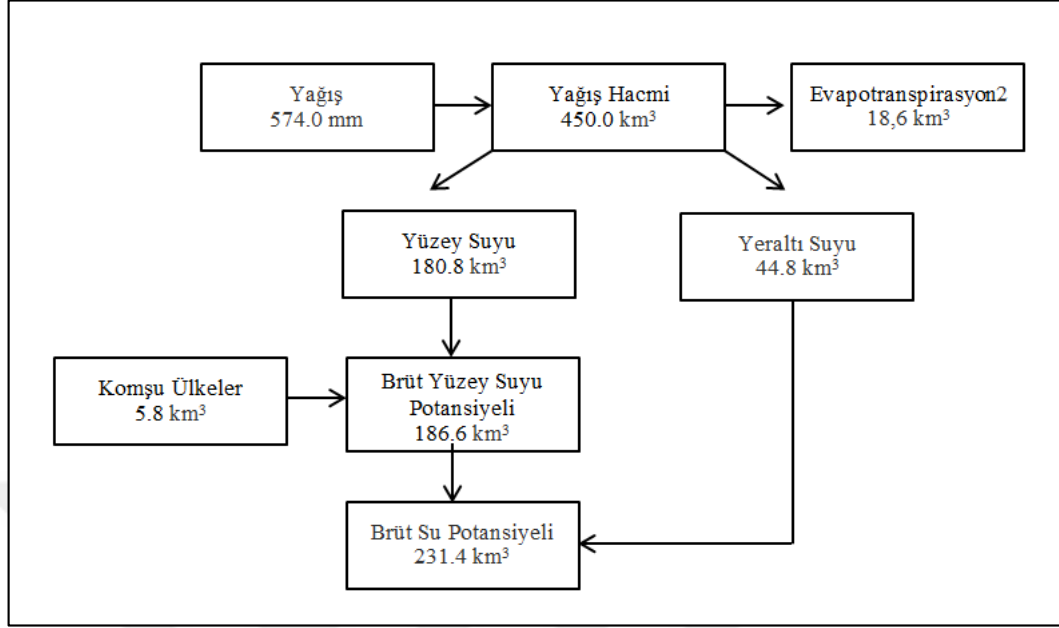 Yağış
574.0 mm
Yağış Hacmi
450.0 km³
Evapotranspirasyon2
18,6 km³
Yüzey Suyu
180.8 km³
Yeraltı Suyu
44.8 km³
Komşu Ülkeler
5.8 km³
Brüt Yüzey Suyu
Potansiyeli
186.6 km³
Brüt Su Potansiyeli
231.4 km³